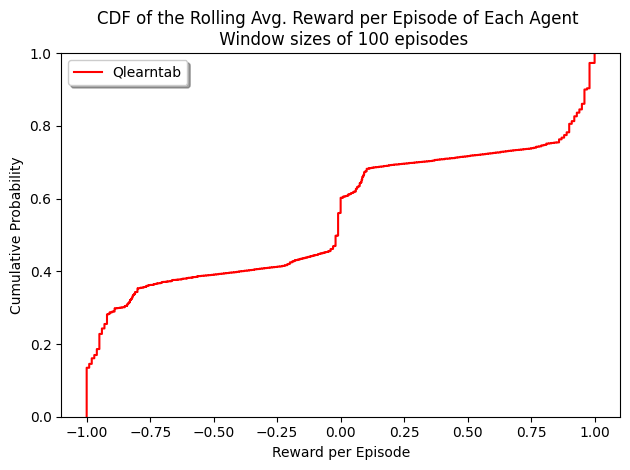 CDF of the Rolling Avg. Reward per Episode of Each Agent
Window sizes of 100 episodes
Qlearntab
Cumulative Probability
1.0
0.8
0.6
0.4
0.2
0.0
−1.00 −0.75 −0.50 −0.25 0.00 0.25 0.50 0.75 1.00
Reward per Episode